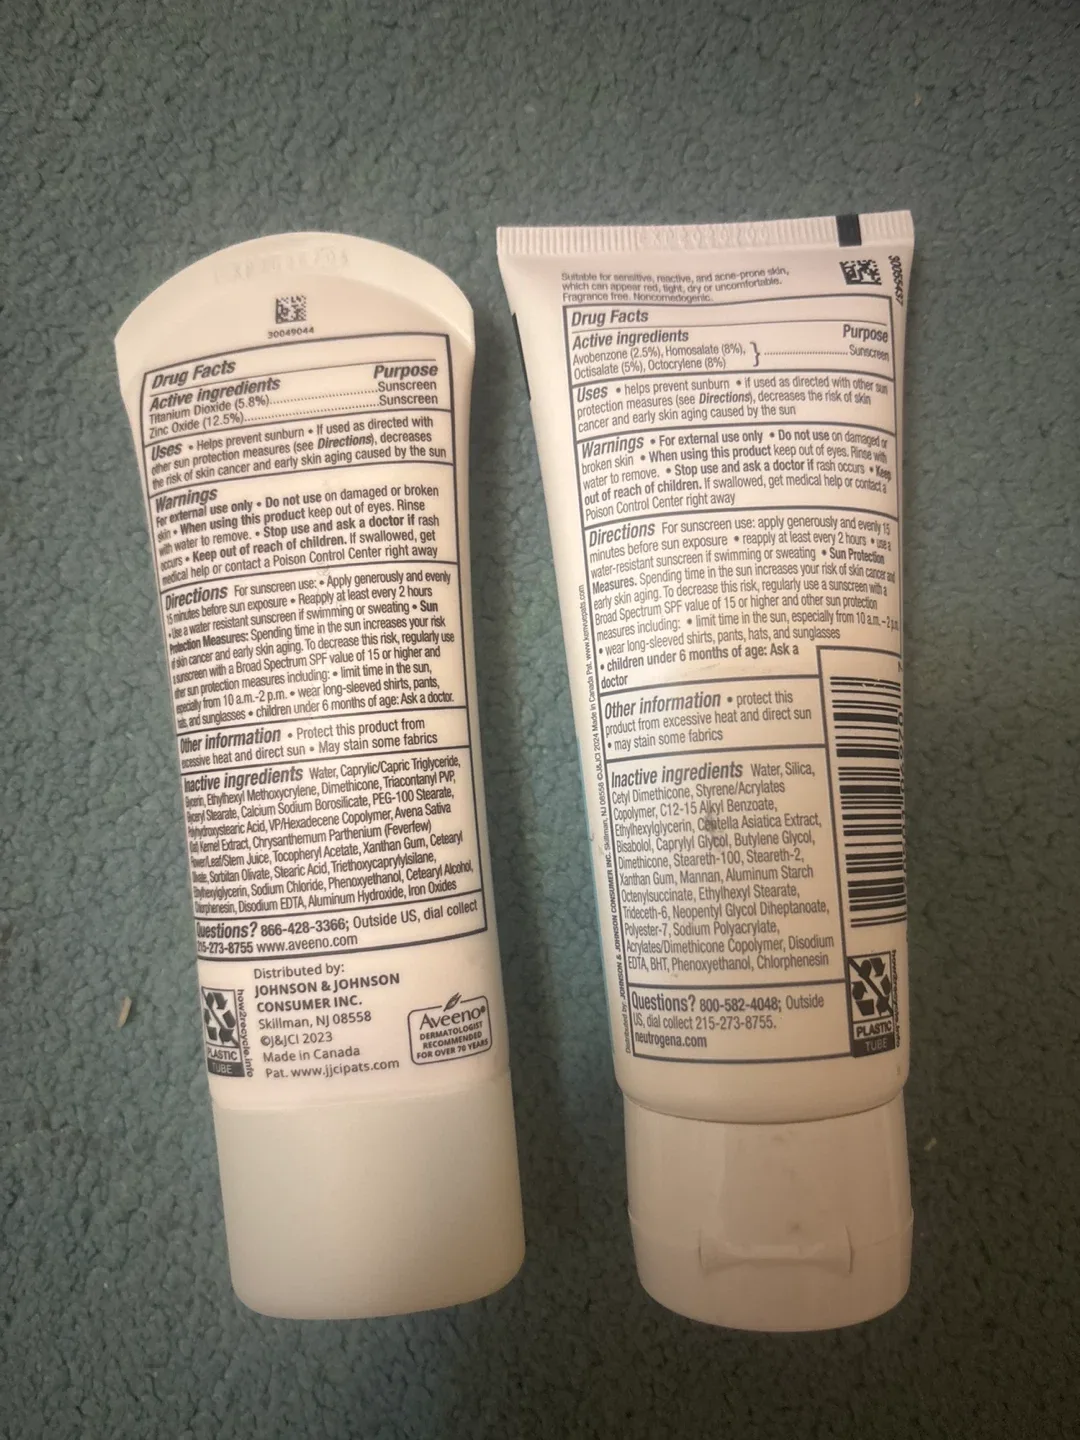 30049044
Drug Facts
Active ingredients Purpose
Titanium Dioxide (5.8%)..............................Sunscreen
Zinc Oxide (12.5%)..............................Sunscreen
Uses • Helps prevent sunburn • If used as directed with
other sun protection measures (see Directions), decreases
the risk of skin cancer and early skin aging caused by the sun
Warnings
For external use only • Do not use on damaged or broken
skin • When using this product keep out of eyes. Rinse
with water to remove. • Stop use and ask a doctor if rash
occurs • Keep out of reach of children. If swallowed, get
medical help or contact a Poison Control Center right away
Directions For sunscreen use: • Apply generously and evenly
15 minutes before sun exposure • Reapply at least every 2 hours
• Use a water resistant sunscreen if swimming or sweating • Sun
Protection Measures: Spending time in the sun increases your risk
of skin cancer and early skin aging. To decrease this risk, regularly use
a sunscreen with a Broad Spectrum SPF value of 15 or higher and
other sun protection measures including: • limit time in the sun,
especially from 10 a.m.-2 p.m. • wear long-sleeved shirts, pants,
hats, and sunglasses • children under 6 months of age: Ask a doctor.
Other information • Protect this product from
excessive heat and direct sun • May stain some fabrics
Inactive ingredients Water, Caprylic/Capric Triglyceride,
Glycerin, Ethylhexyl Methoxycrylene, Dimethicone, Triacontanyl PVP,
Glyceryl Stearate, Calcium Sodium Borosilicate, PEG-100 Stearate,
Polyhydroxystearic Acid, VP/Hexadecene Copolymer, Avena Sativa
(Oat) Kernel Extract, Chrysanthemum Parthenium (Feverfew)
Flower/Leaf/Stem Juice, Tocopheryl Acetate, Xanthan Gum, Cetearyl
Olivate, Sorbitan Olivate, Stearic Acid, Triethoxycaprylylsilane,
Ethylhexylglycerin, Sodium Chloride, Phenoxyethanol, Cetearyl Alcohol,
Chlorphenesin, Disodium EDTA, Aluminum Hydroxide, Iron Oxides
Questions? 866-428-3366; Outside US, dial collect
215-273-8755 www.aveeno.com
Distributed by:
JOHNSON & JOHNSON
CONSUMER INC.
Skillman, NJ 08558
©J&JCI 2023
Made in Canada
Pat. www.jjcipats.com
how2recycle.info
PLASTIC
TUBE
Aveeno®
DERMATOLOGIST
RECOMMENDED
FOR OVER 70 YEARS
Suitable for sensitive, reactive, and acne-prone skin,
which can appear red, tight, dry or uncomfortable.
Fragrance free. Noncomedogenic.
Drug Facts
Active ingredients Purpose
Avobenzone (2.5%), Homosalate (8%),
Octisalate (5%), Octocrylene (8%) } ..............................Sunscreen
Uses • helps prevent sunburn • if used as directed with other sun
protection measures (see Directions), decreases the risk of skin
cancer and early skin aging caused by the sun
Warnings • For external use only • Do not use on damaged or
broken skin • When using this product keep out of eyes. Rinse with
water to remove. • Stop use and ask a doctor if rash occurs • Keep
out of reach of children. If swallowed, get medical help or contact a
Poison Control Center right away
Directions For sunscreen use: apply generously and evenly 15
minutes before sun exposure • reapply at least every 2 hours • use a
water-resistant sunscreen if swimming or sweating • Sun Protection
Measures. Spending time in the sun increases your risk of skin cancer and
early skin aging. To decrease this risk, regularly use a sunscreen with a
Broad Spectrum SPF value of 15 or higher and other sun protection
measures including: • limit time in the sun, especially from 10 a.m.–2 p.m.
• wear long-sleeved shirts, pants, hats, and sunglasses
• children under 6 months of age: Ask a
doctor
Other information • protect this
product from excessive heat and direct sun
• may stain some fabrics
Inactive ingredients Water, Silica,
Cetyl Dimethicone, Styrene/Acrylates
Copolymer, C12-15 Alkyl Benzoate,
Ethylhexylglycerin, Centella Asiatica Extract,
Bisabolol, Caprylyl Glycol, Butylene Glycol,
Dimethicone, Steareth-100, Steareth-2,
Xanthan Gum, Mannan, Aluminum Starch
Octenylsuccinate, Ethylhexyl Stearate,
Trideceth-6, Neopentyl Glycol Diheptanoate,
Polyester-7, Sodium Polyacrylate,
Acrylates/Dimethicone Copolymer, Disodium
EDTA, BHT, Phenoxyethanol, Chlorphenesin
Questions? 800-582-4048; Outside
US, dial collect 215-273-8755.
neutrogena.com
Distributed by: JOHNSON & JOHNSON CONSUMER INC. Skillman, NJ 08558 ©J&JCI 2024 Made in Canada Pat. www.kenvuepats.com
how2recycle.info
PLASTIC
TUBE